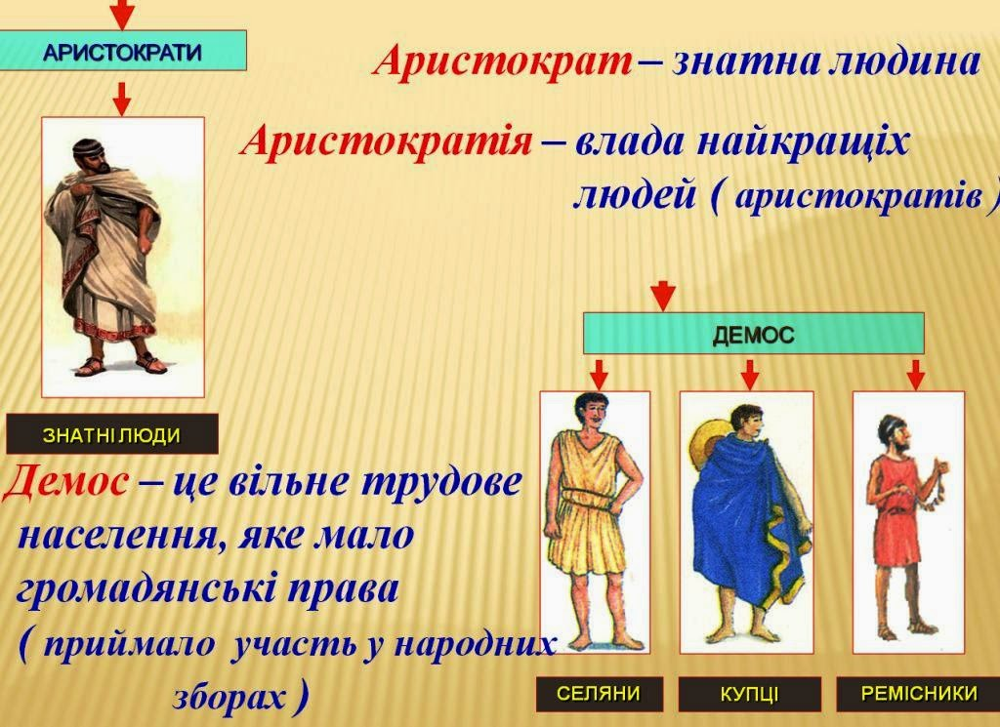 АРИСТОКРАТИ
Аристократ – знатна людина
Аристократія – влада найкращіх
людей ( аристократів )
ДЕМОС
ЗНАТНІ ЛЮДИ
Демос – це вільне трудове
населення, яке мало
громадянські права
( приймало участь у народних
зборах )
СЕЛЯНИ
КУПЦІ
РЕМІСНИКИ